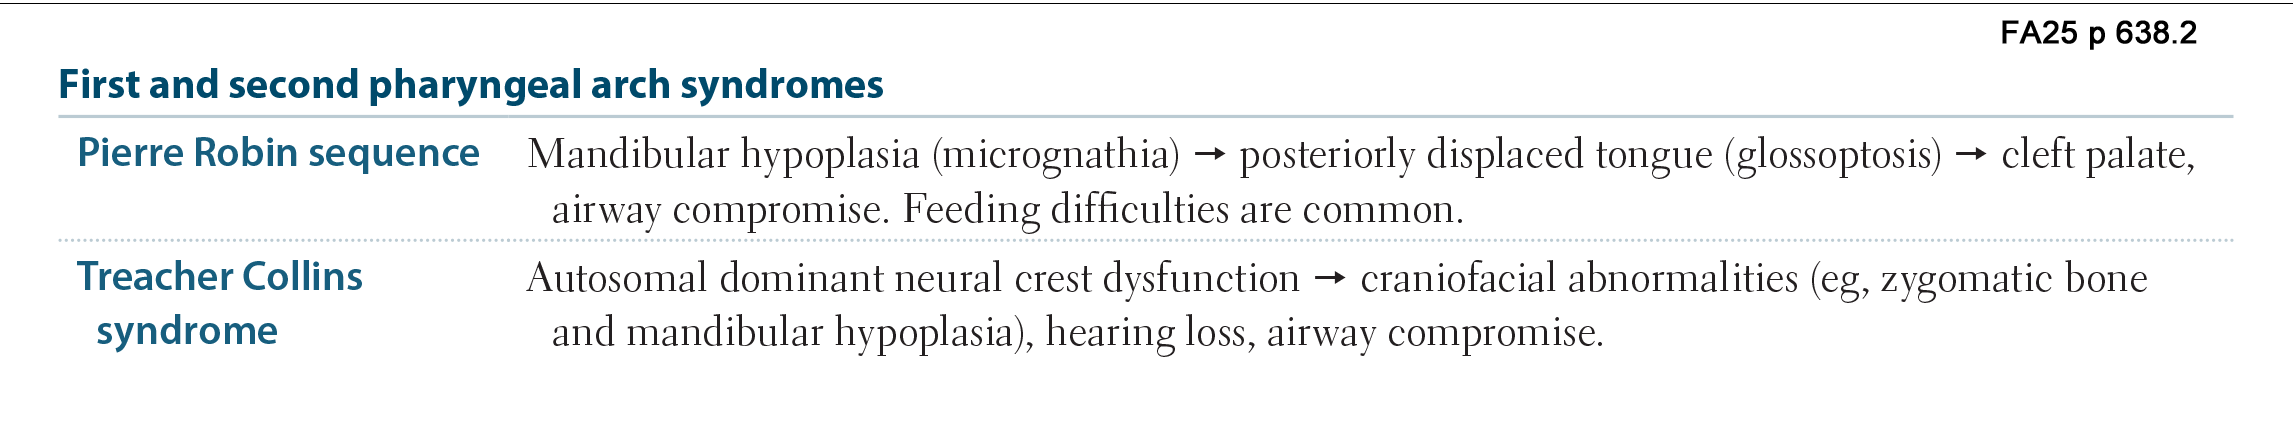 FA25 p 638.2
First and second pharyngeal arch syndromes
Pierre Robin sequence Mandibular hypoplasia (micrognathia) → posteriorly displaced tongue (glossoptosis) → cleft palate,
airway compromise. Feeding difficulties are common.
Treacher Collins Autosomal dominant neural crest dysfunction → craniofacial abnormalities (eg, zygomatic bone
syndrome and mandibular hypoplasia), hearing loss, airway compromise.